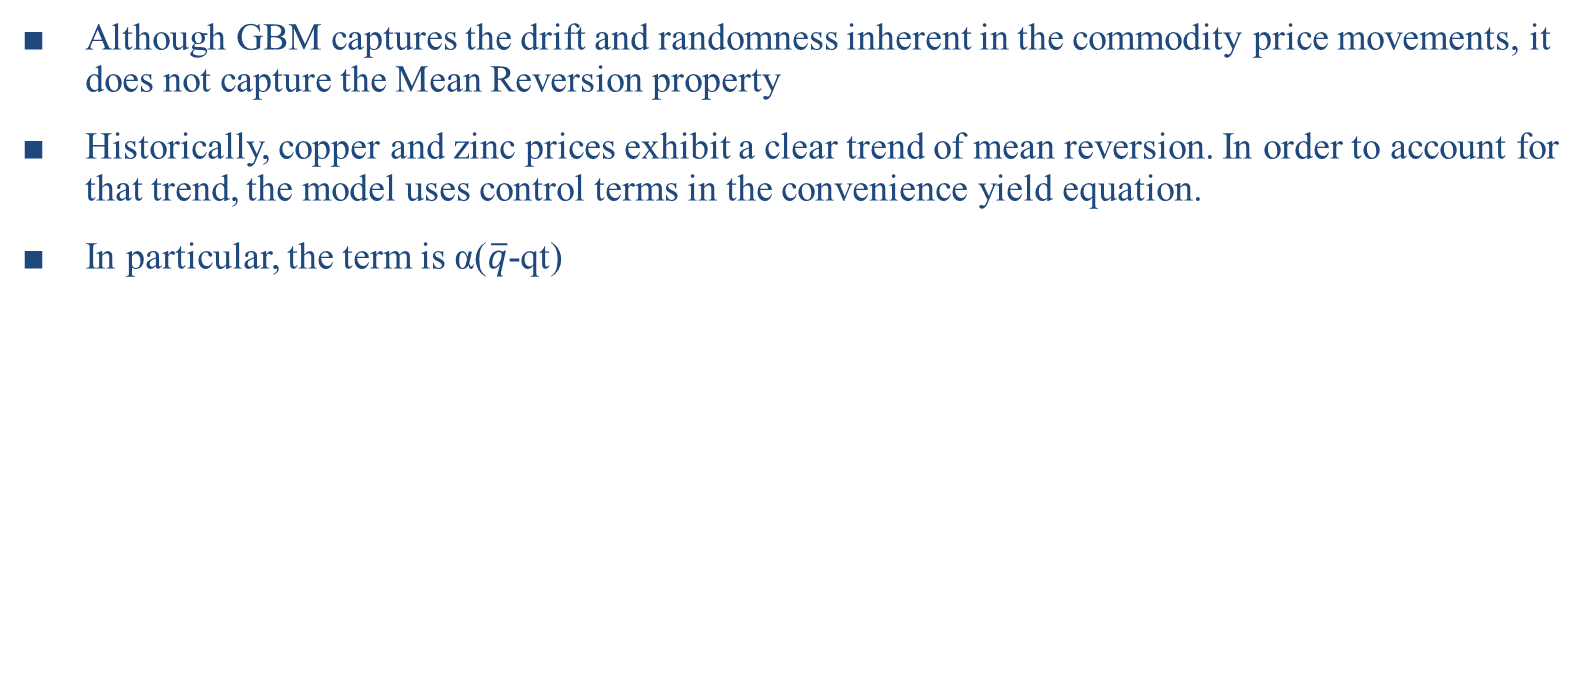 ■ Although GBM captures the drift and randomness inherent in the commodity price movements, it
does not capture the Mean Reversion property
■ Historically, copper and zinc prices exhibit a clear trend of mean reversion. In order to account for
that trend, the model uses control terms in the convenience yield equation.
■ In particular, the term is α(q̅-qt)